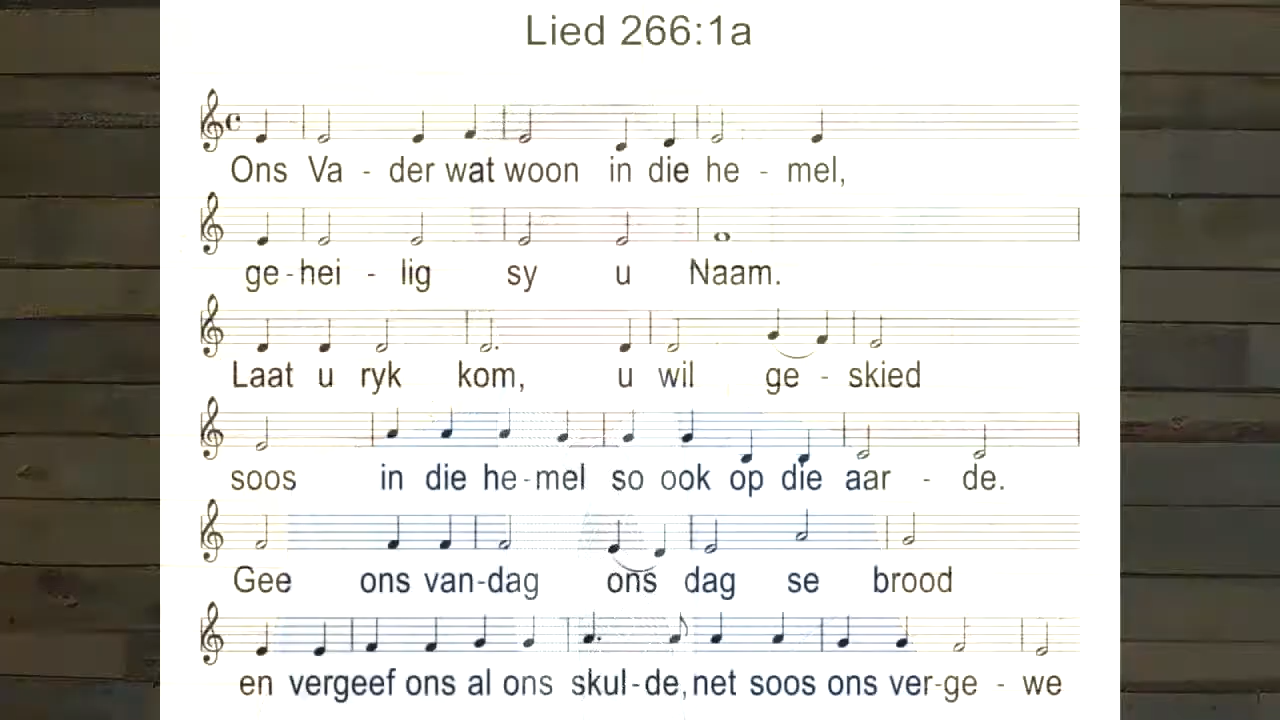 Lied 266:1a
Ons Va - der wat woon in die he - mel,
ge - hei - lig sy u Naam.
Laat u ryk kom, u wil ge - skied
soos in die he - mel so ook op die aar - de.
Gee ons van - dag ons dag se brood
en vergeef ons al ons skul - de, net soos ons ver - ge - we